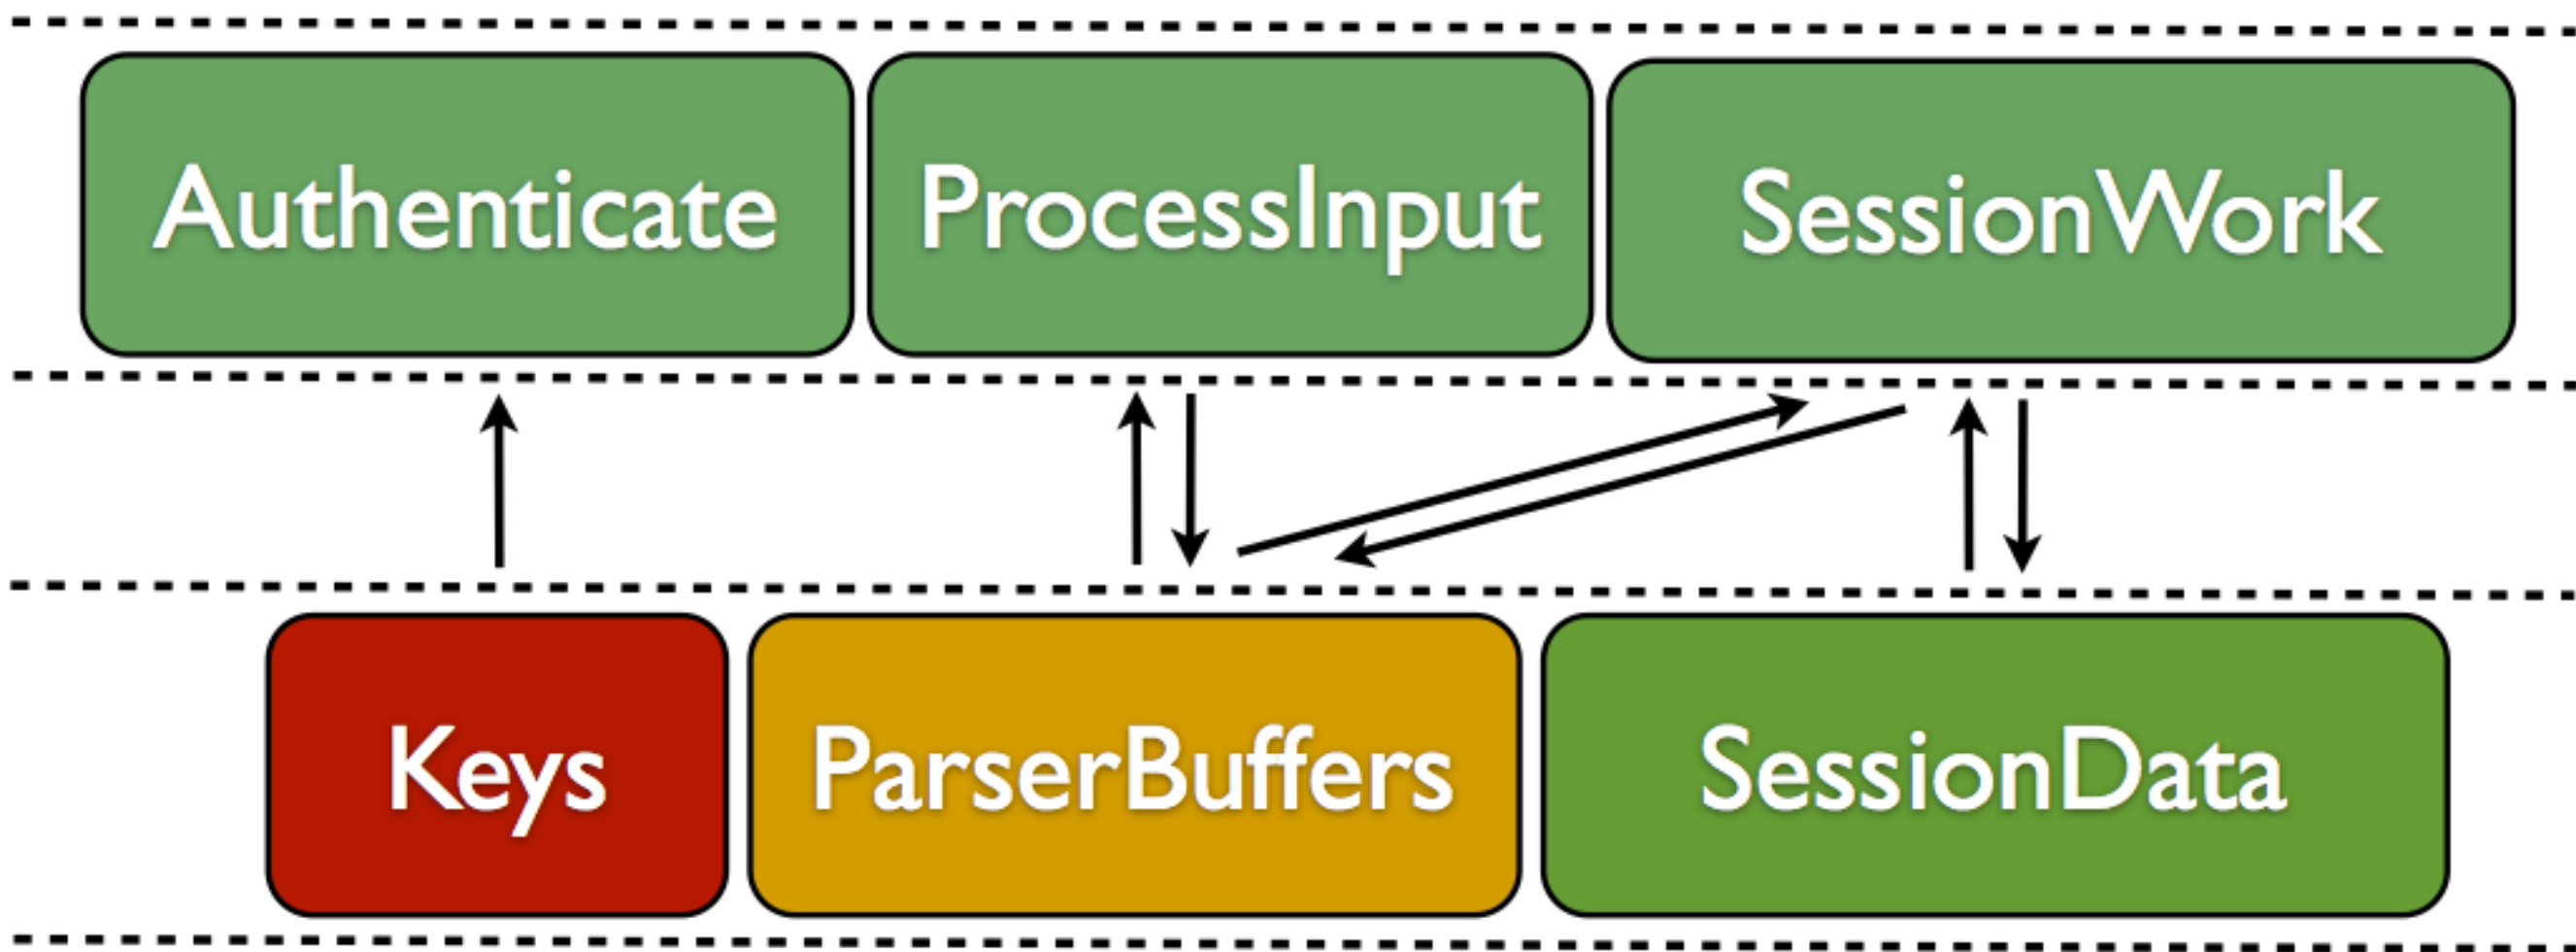 Authenticate
ProcessInput
SessionWork
Keys
ParserBuffers
SessionData